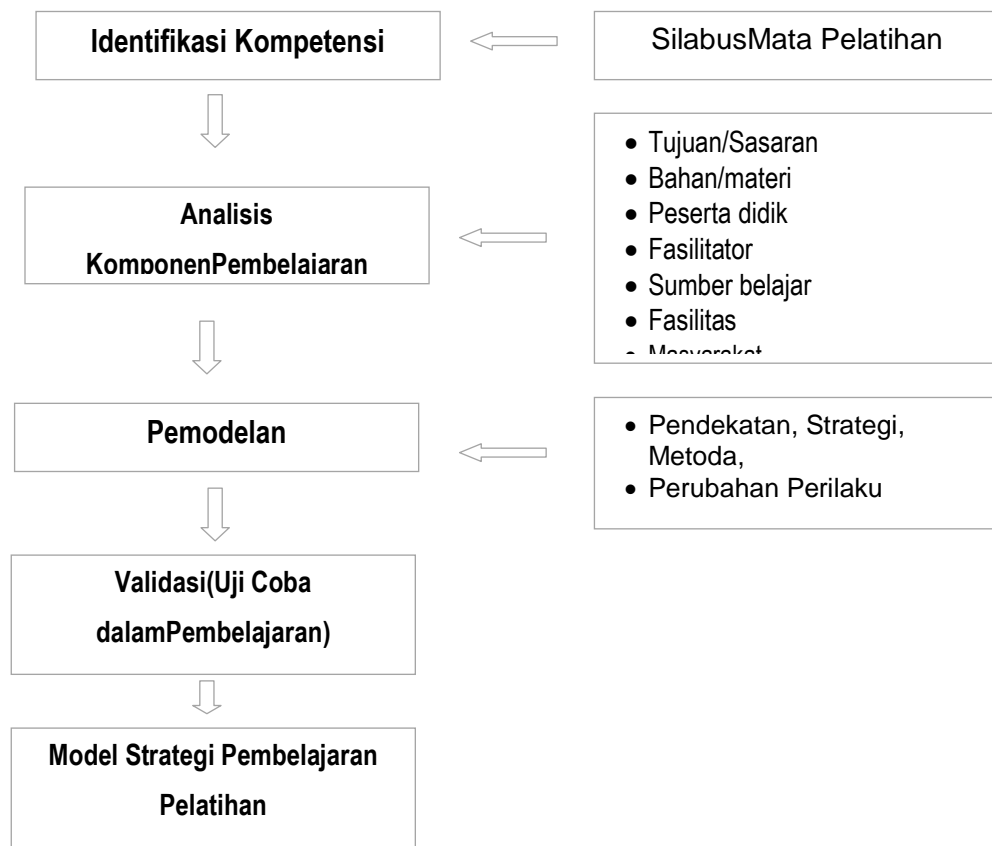 Identifikasi Kompetensi
SilabusMata Pelatihan
Analisis
KomponenPembelajaran
• Tujuan/Sasaran
• Bahan/materi
• Peserta didik
• Fasilitator
• Sumber belajar
• Fasilitas
• Masyarakat
Pemodelan
• Pendekatan, Strategi,
Metoda,
• Perubahan Perilaku
Validasi(Uji Coba
dalamPembelajaran)
Model Strategi Pembelajaran
Pelatihan